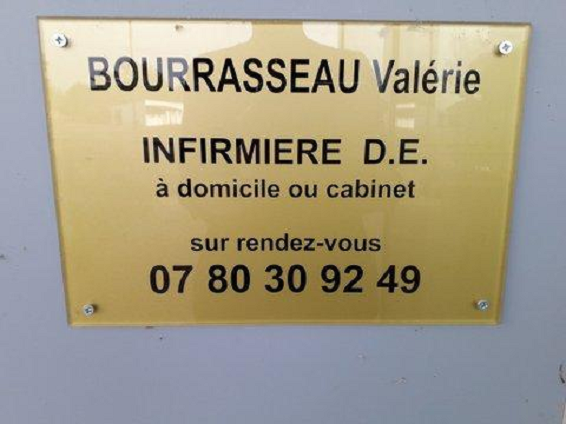 BOURRASSEAU Valérie
INFIRMIERE D.E.
à domicile ou cabinet
sur rendez-vous
07 80 30 92 49